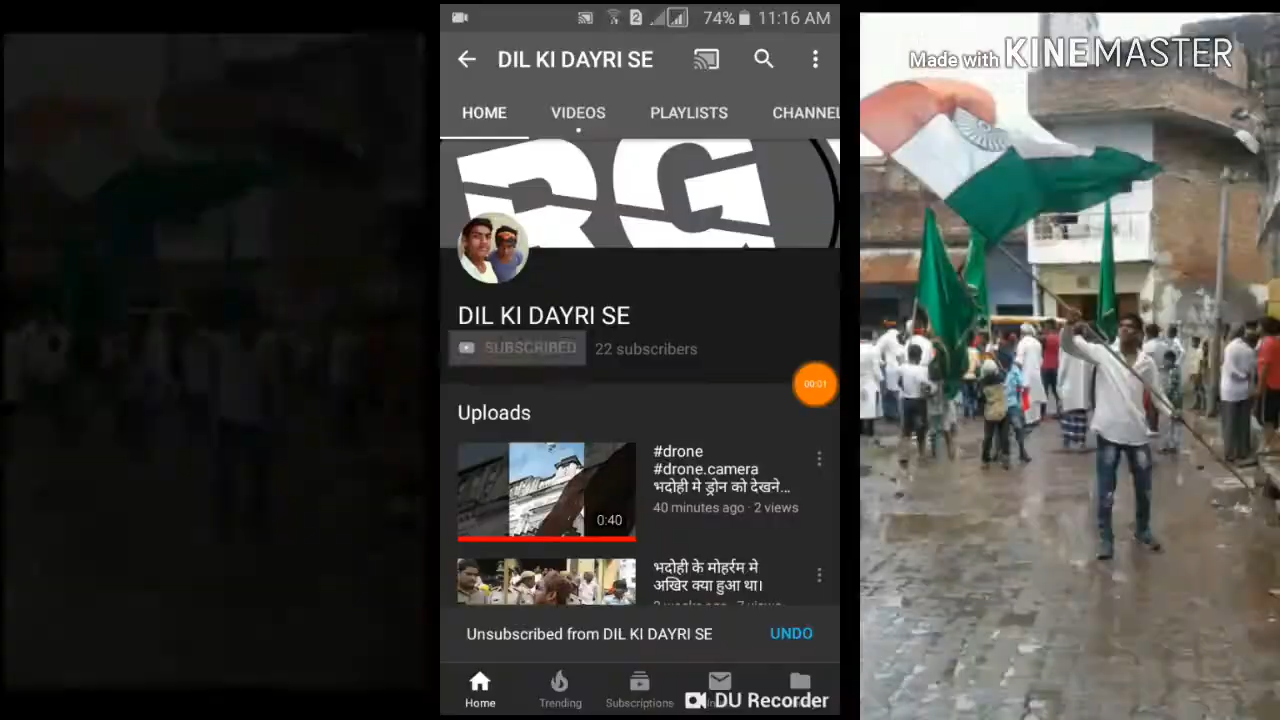 74% 11:16 AM
DIL KI DAYRI SE
HOME VIDEOS PLAYLISTS CHANNEL
RG
DIL KI DAYRI SE
SUBSCRIBED 22 subscribers
00:01
Uploads
#drone
#drone.camera
भदोही मे ड्रोन को देखने...
40 minutes ago · 2 views
0:40
भदोही के मोहर्रम मे
अखिर क्या हुआ था।
Unsubscribed from DIL KI DAYRI SE UNDO
Home Trending Subscriptions
DU Recorder
Made with KINEMASTER